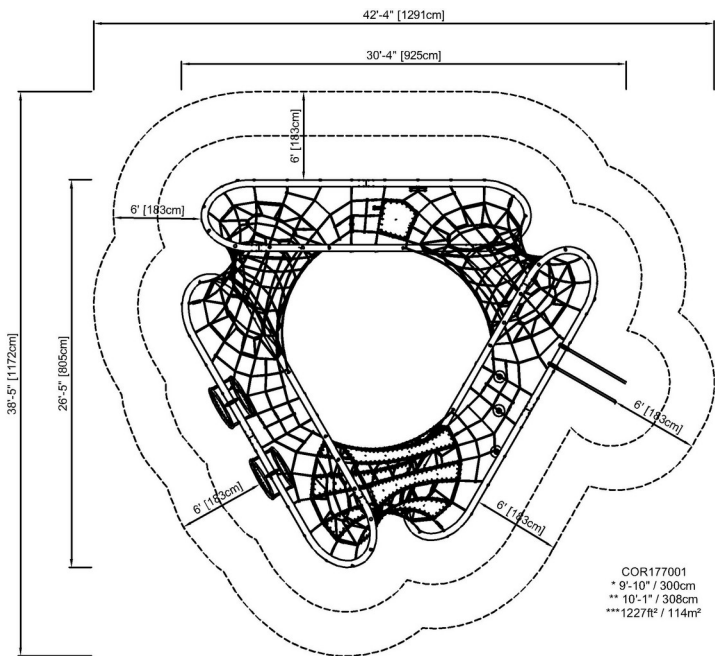 42'-4" [1291cm]
30'-4" [925cm]
6' [183cm]
6' [183cm]
38'-5" [1172cm]
26'-5" [805cm]
6' [183cm]
6' [183cm]
6' [183cm]
COR177001
* 9'-10" / 300cm
** 10'-1" / 308cm
***1227ft² / 114m²